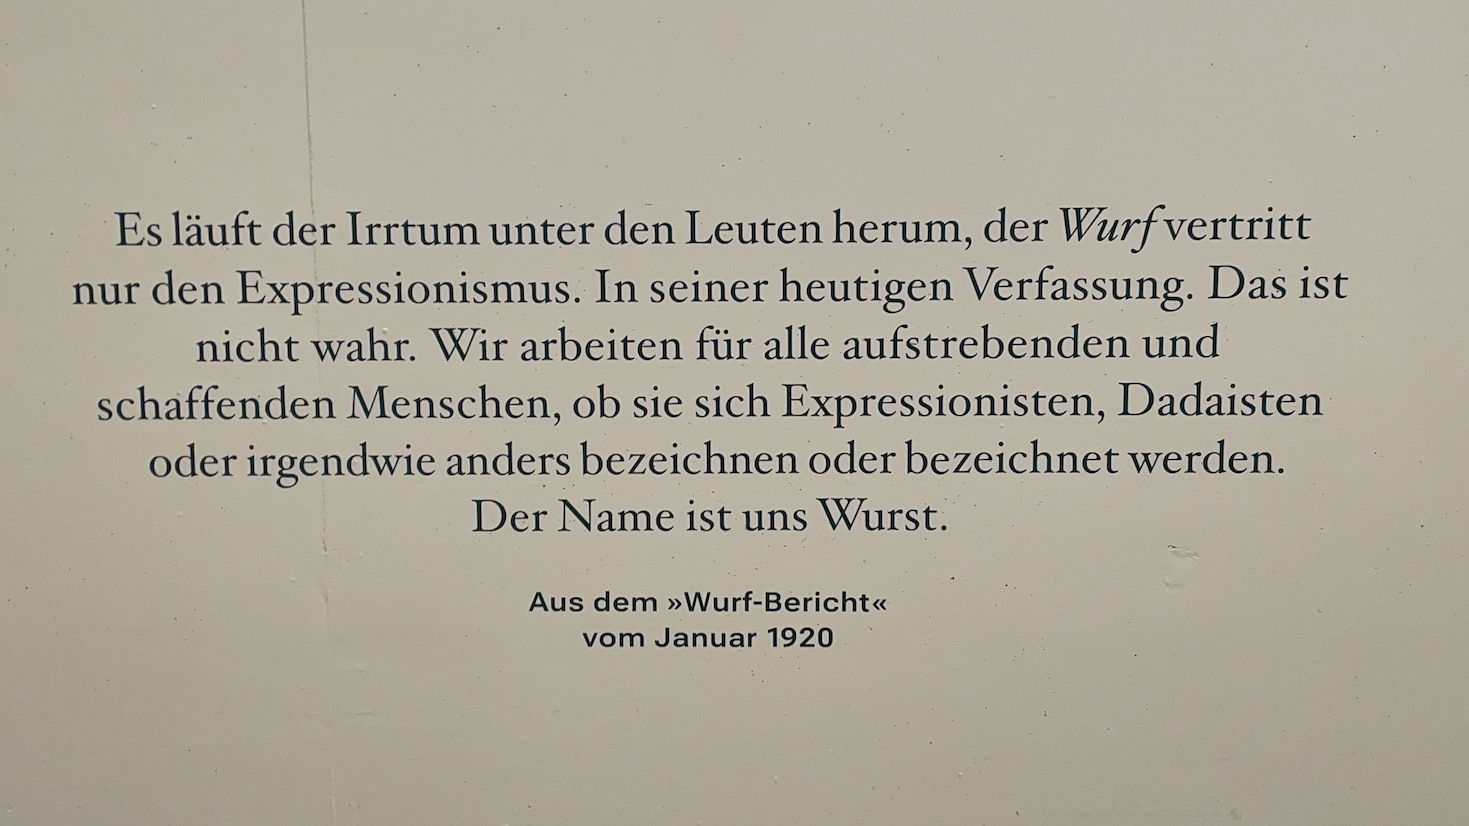 Es läuft der Irrtum unter den Leuten herum, der Wurf vertritt
nur den Expressionismus. In seiner heutigen Verfassung. Das ist
nicht wahr. Wir arbeiten für alle aufstrebenden und
schaffenden Menschen, ob sie sich Expressionisten, Dadaisten
oder irgendwie anders bezeichnen oder bezeichnet werden.
Der Name ist uns Wurst.
Aus dem »Wurf-Bericht«
vom Januar 1920